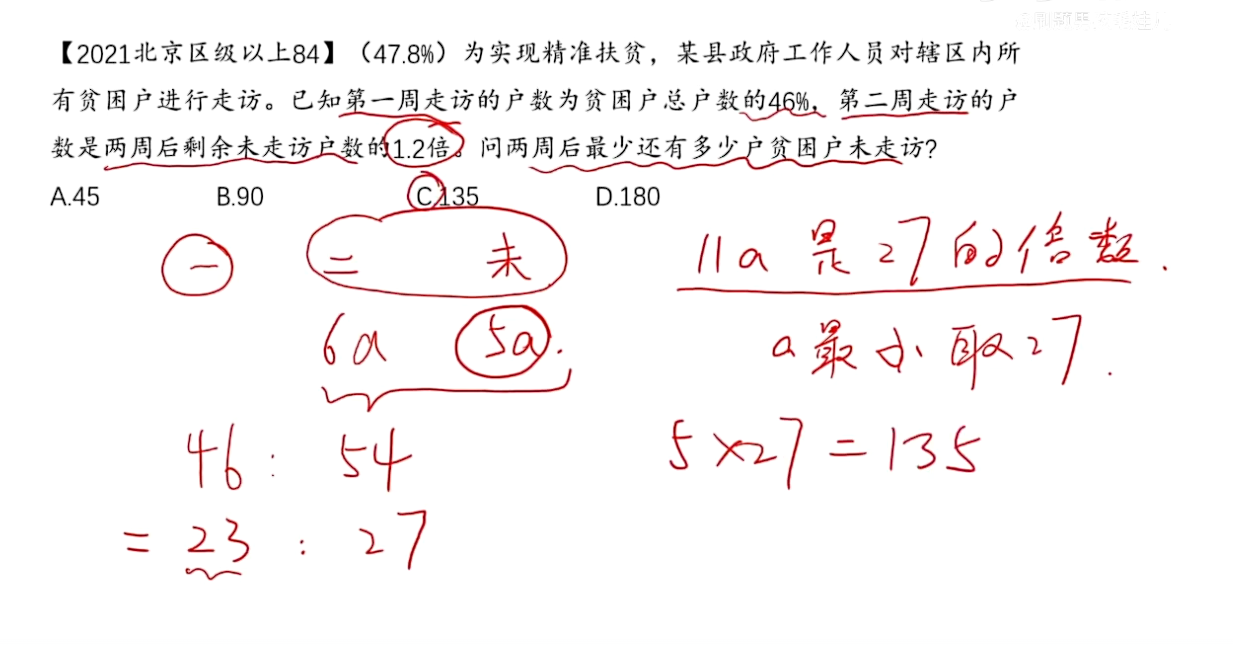 【2021北京区级以上84】（47.8%）为实现精准扶贫，某县政府工作人员对辖区内所
有贫困户进行走访。已知第一周走访的户数为贫困户总户数的46%，第二周走访的户
数是两周后剩余未走访户数的1.2倍。问两周后最少还有多少户贫困户未走访?
A.45 B.90 C.135 D.180
一 二 未
11a 是 27 的倍数.
6a 5a.
a最小取27.
46: 54
5×27=135
= 23 : 27